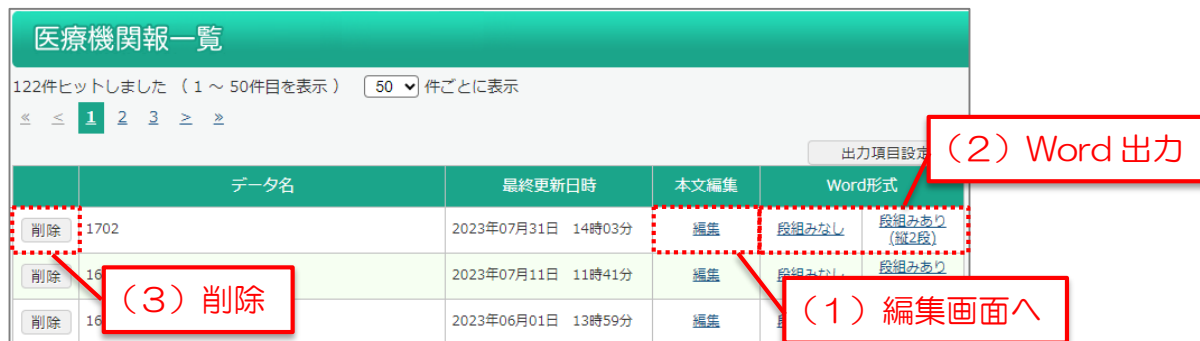 医療機関報一覧
122件ヒットしました （ 1 ～ 50件目を表示 ） 50 件ごとに表示
≪ ＜ 1 2 3 ＞ ≫
出力項目設定
（２）Word 出力
データ名 最終更新日時 本文編集 Word形式
削除 1702 2023年07月31日 14時03分 編集 段組みなし 段組みあり
(縦2段)
削除 16 2023年07月11日 11時41分 編集 段組みなし 段組みあり
（３）削除
（１）編集画面へ
削除 16 2023年06月01日 13時59分 編集